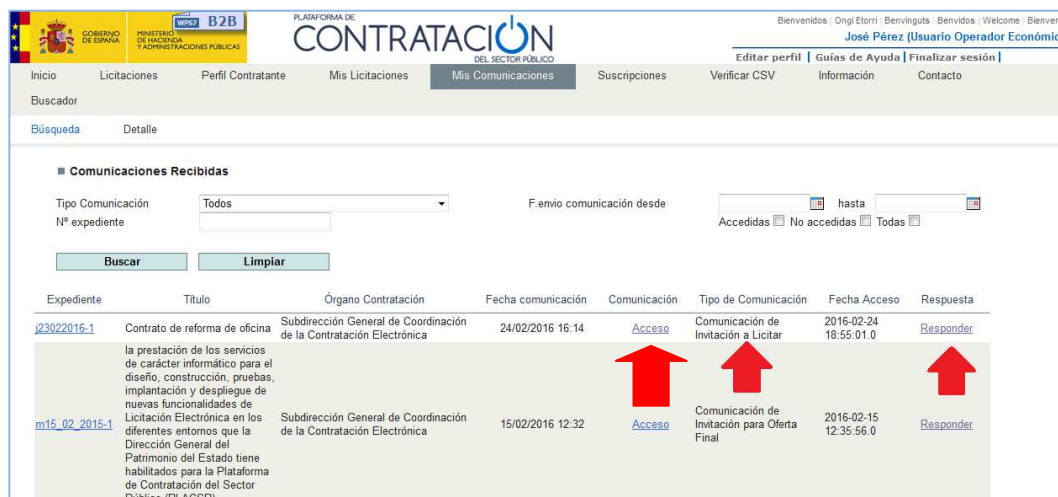 GOBIERNO
DE ESPAÑA
MINISTERIO
DE HACIENDA
Y ADMINISTRACIONES PÚBLICAS
WPS7 B2B
PLATAFORMA DE
CONTRATACIÓN
DEL SECTOR PÚBLICO
Bienvenidos | Ongi Etorri | Benvinguts | Benvidos | Welcome | Bienven
José Pérez (Usuario Operador Económic
Editar perfil | Guías de Ayuda | Finalizar sesión |
Inicio Licitaciones Perfil Contratante Mis Licitaciones Mis Comunicaciones Suscripciones Verificar CSV Información Contacto
Buscador
Búsqueda Detalle
Comunicaciones Recibidas
Tipo Comunicación Todos F.envio comunicación desde hasta
Nº expediente Accedidas No accedidas Todas
Buscar Limpiar
Expediente Título Órgano Contratación Fecha comunicación Comunicación Tipo de Comunicación Fecha Acceso Respuesta
j23022016-1 Contrato de reforma de oficina Subdirección General de Coordinación de la Contratación Electrónica 24/02/2016 16:14 Acceso Comunicación de Invitación a Licitar 2016-02-24 18:55:01.0 Responder
m15_02_2015-1
la prestación de los servicios
de carácter informático para el
diseño, construcción, pruebas,
implantación y despliegue de
nuevas funcionalidades de
Licitación Electrónica en los
diferentes entornos que la
Dirección General del
Patrimonio del Estado tiene
habilitados para la Plataforma
de Contratación del Sector
Público (PLACSP)
Subdirección General de Coordinación
de la Contratación Electrónica
15/02/2016 12:32
Acceso
Comunicación de
Invitación para Oferta
Final
2016-02-15
12:35:56.0
Responder